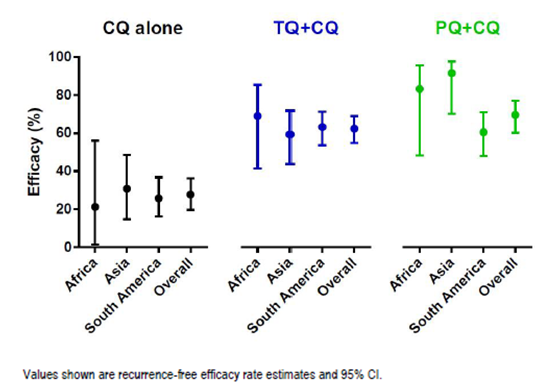 CQ alone
TQ+CQ
PQ+CQ
Efficacy (%)
100
80
60
40
20
0
Africa
Asia
South America
Overall
Africa
Asia
South America
Overall
Africa
Asia
South America
Overall
Values shown are recurrence-free efficacy rate estimates and 95% CI.